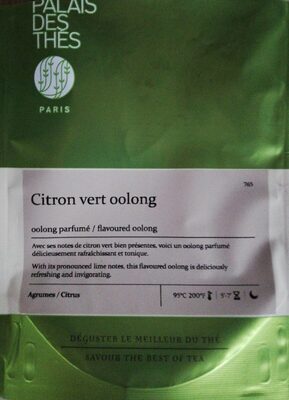 PALAIS
DES
THÉS
PARIS
765
Citron vert oolong
oolong parfumé / flavoured oolong
Avec ses notes de citron vert bien présentes, voici un oolong parfumé
délicieusement rafraîchissant et tonique.
With its pronounced lime notes, this flavoured oolong is deliciously
refreshing and invigorating.
Agrumes / Citrus
95°C 200°F 5'-7'
DÉGUSTER LE MEILLEUR DU THÉ
SAVOUR THE BEST OF TEA